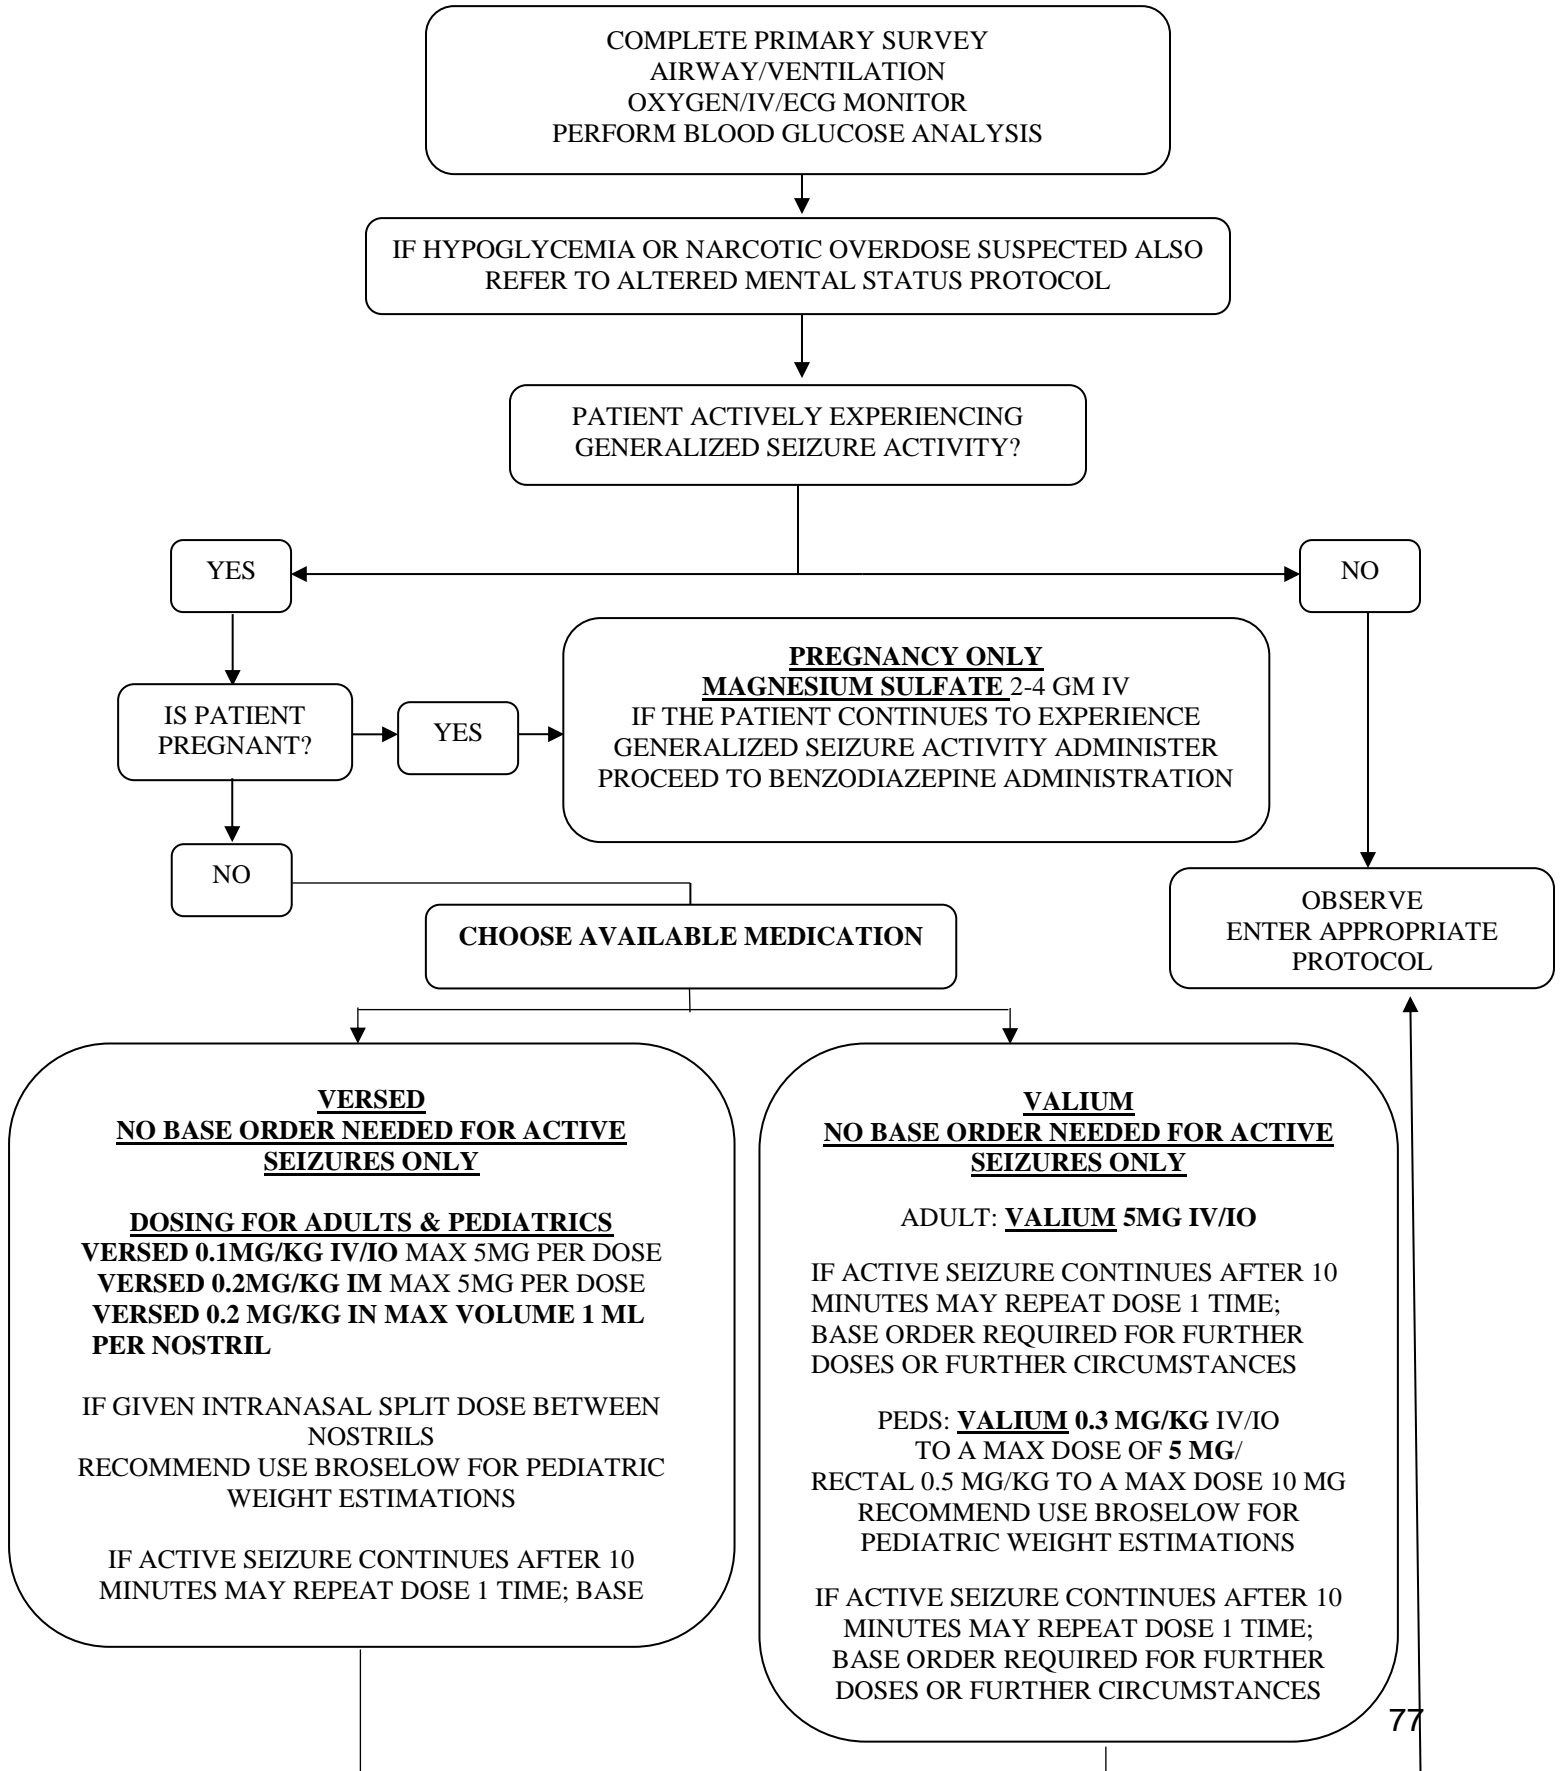 COMPLETE PRIMARY SURVEY
AIRWAY/VENTILATION
OXYGEN/IV/ECG MONITOR
PERFORM BLOOD GLUCOSE ANALYSIS
IF HYPOGLYCEMIA OR NARCOTIC OVERDOSE SUSPECTED ALSO
REFER TO ALTERED MENTAL STATUS PROTOCOL
PATIENT ACTIVELY EXPERIENCING
GENERALIZED SEIZURE ACTIVITY?
YES
NO
IS PATIENT
PREGNANT?
YES
PREGNANCY ONLY
MAGNESIUM SULFATE 2-4 GM IV
IF THE PATIENT CONTINUES TO EXPERIENCE
GENERALIZED SEIZURE ACTIVITY ADMINISTER
PROCEED TO BENZODIAZEPINE ADMINISTRATION
NO
OBSERVE
ENTER APPROPRIATE
PROTOCOL
CHOOSE AVAILABLE MEDICATION
VERSED
NO BASE ORDER NEEDED FOR ACTIVE
SEIZURES ONLY
DOSING FOR ADULTS & PEDIATRICS
VERSED 0.1MG/KG IV/IO MAX 5MG PER DOSE
VERSED 0.2MG/KG IM MAX 5MG PER DOSE
VERSED 0.2 MG/KG IN MAX VOLUME 1 ML
PER NOSTRIL
IF GIVEN INTRANASAL SPLIT DOSE BETWEEN
NOSTRILS
RECOMMEND USE BROSELOW FOR PEDIATRIC
WEIGHT ESTIMATIONS
IF ACTIVE SEIZURE CONTINUES AFTER 10
MINUTES MAY REPEAT DOSE 1 TIME; BASE
VALIUM
NO BASE ORDER NEEDED FOR ACTIVE
SEIZURES ONLY
ADULT: VALIUM 5MG IV/IO
IF ACTIVE SEIZURE CONTINUES AFTER 10
MINUTES MAY REPEAT DOSE 1 TIME;
BASE ORDER REQUIRED FOR FURTHER
DOSES OR FURTHER CIRCUMSTANCES
PEDS: VALIUM 0.3 MG/KG IV/IO
TO A MAX DOSE OF 5 MG/
RECTAL 0.5 MG/KG TO A MAX DOSE 10 MG
RECOMMEND USE BROSELOW FOR
PEDIATRIC WEIGHT ESTIMATIONS
IF ACTIVE SEIZURE CONTINUES AFTER 10
MINUTES MAY REPEAT DOSE 1 TIME;
BASE ORDER REQUIRED FOR FURTHER
DOSES OR FURTHER CIRCUMSTANCES
77